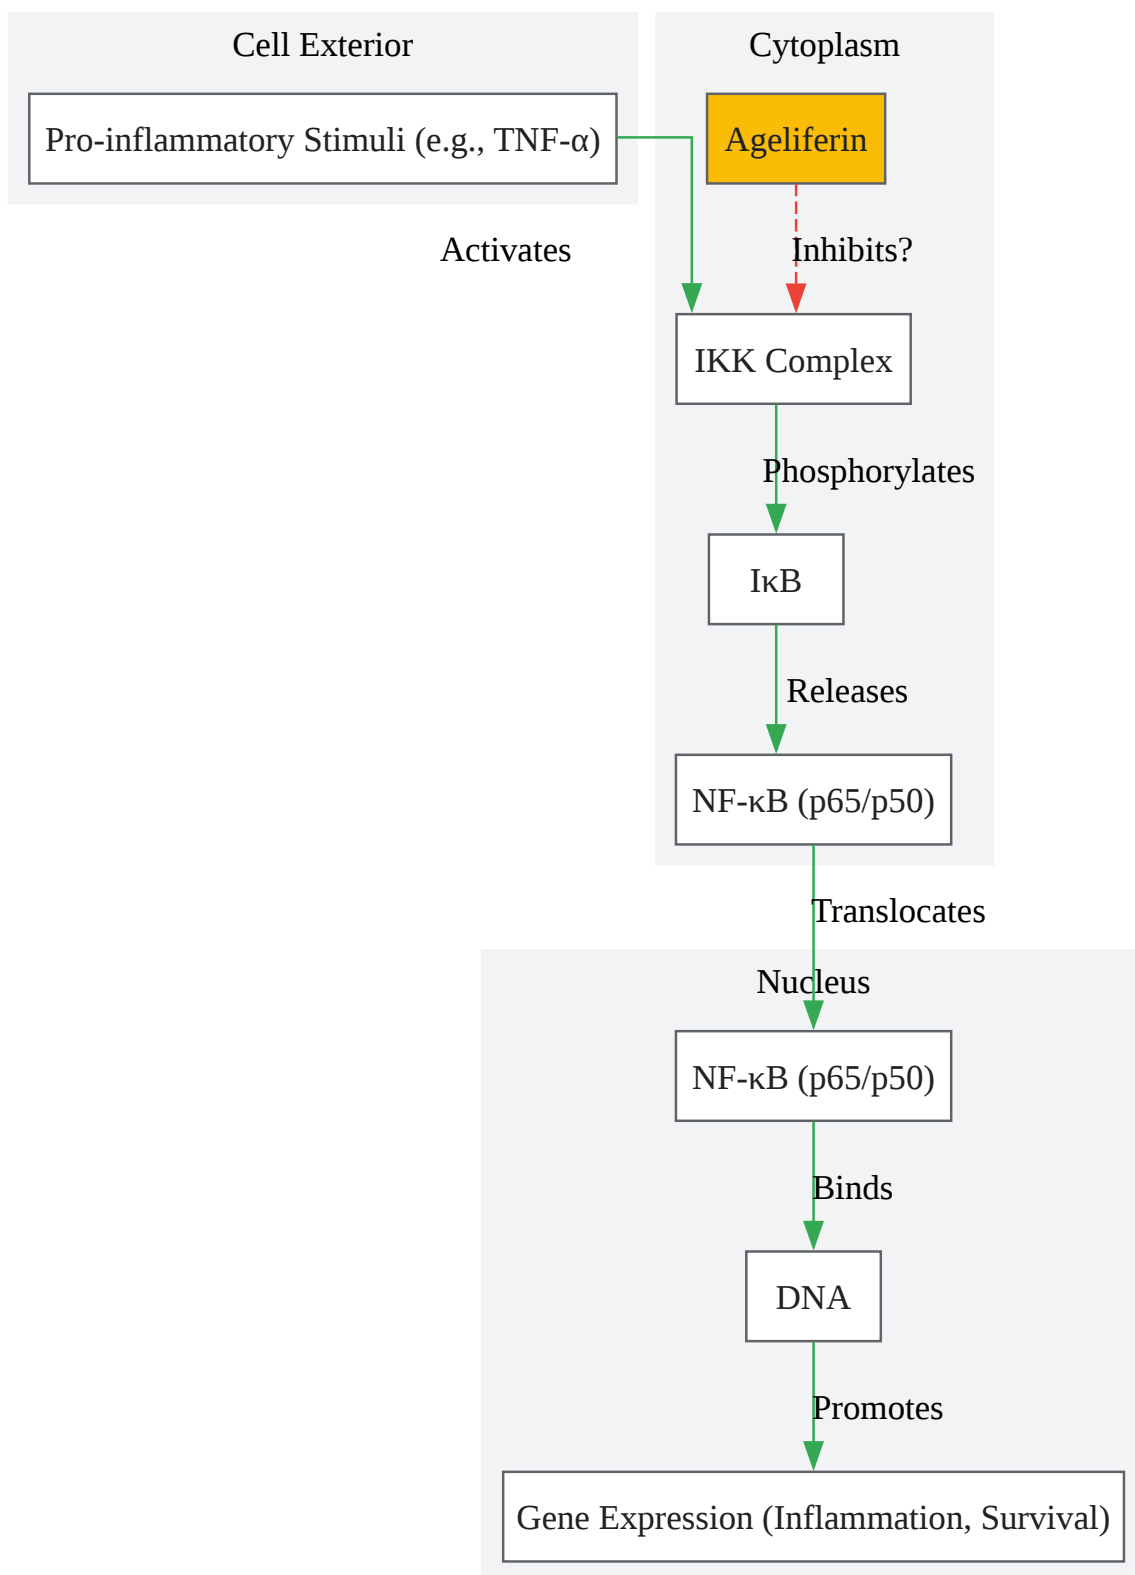 Cell Exterior
Cytoplasm
Pro-inflammatory Stimuli (e.g., TNF-α)
Ageliferin
Activates
Inhibits?
IKK Complex
Phosphorylates
IκB
Releases
NF-κB (p65/p50)
Translocates
Nucleus
NF-κB (p65/p50)
Binds
DNA
Promotes
Gene Expression (Inflammation, Survival)